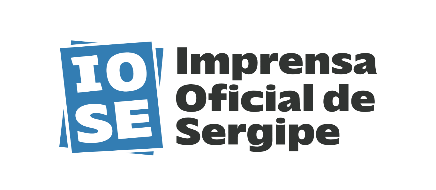 IO
SE
Imprensa
Oficial de
Sergipe